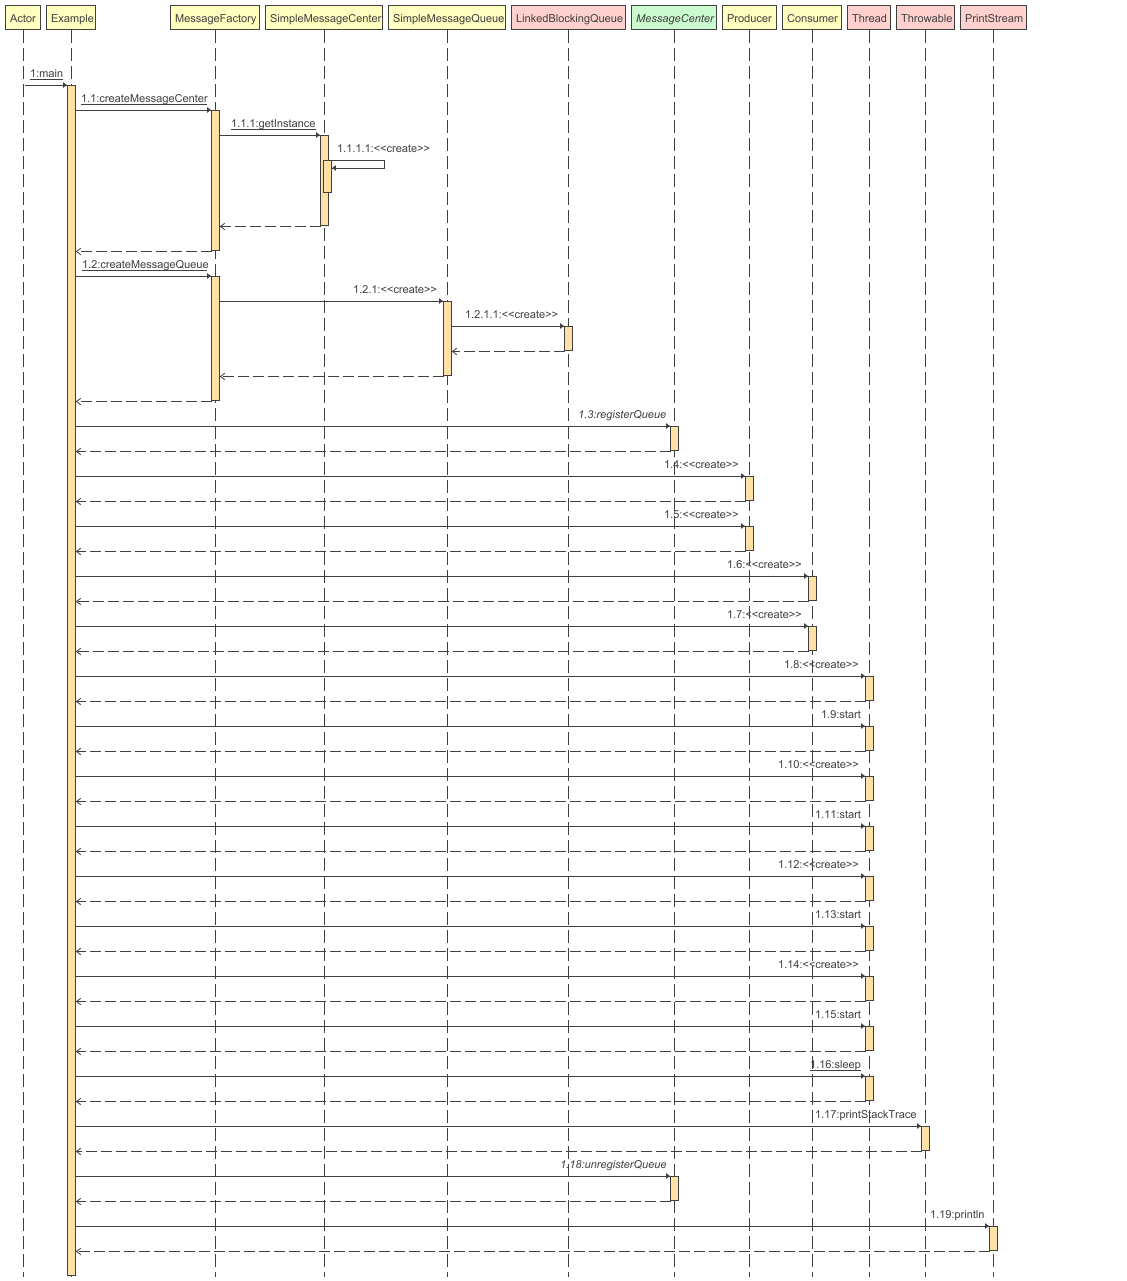 Actor
Example
MessageFactory
SimpleMessageCenter
SimpleMessageQueue
LinkedBlockingQueue
MessageCenter
Producer
Consumer
Thread
Throwable
PrintStream
1:main
1.1:createMessageCenter
1.1.1:getInstance
1.1.1.1:<<create>>
1.2:createMessageQueue
1.2.1:<<create>>
1.2.1.1:<<create>>
1.3:registerQueue
1.4:<<create>>
1.5:<<create>>
1.6:<<create>>
1.7:<<create>>
1.8:<<create>>
1.9:start
1.10:<<create>>
1.11:start
1.12:<<create>>
1.13:start
1.14:<<create>>
1.15:start
1.16:sleep
1.17:printStackTrace
1.18:unregisterQueue
1.19:println